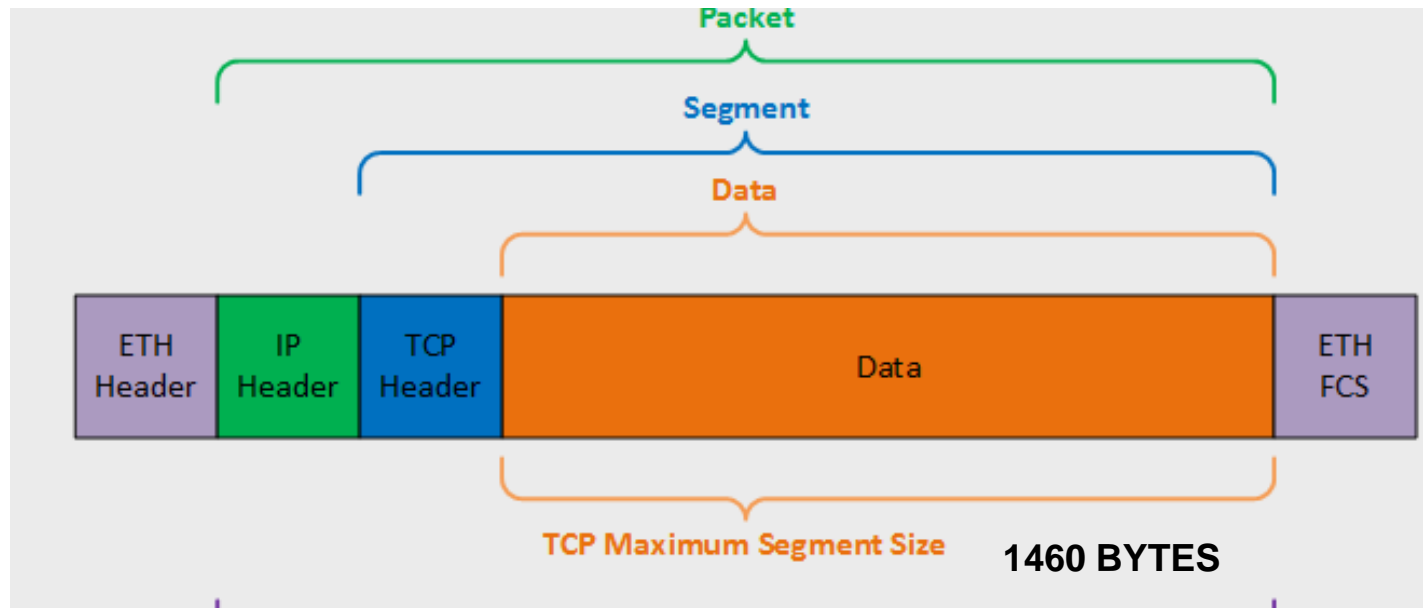 Packet
Segment
Data
ETH
Header
IP
Header
TCP
Header
Data
ETH
FCS
TCP Maximum Segment Size
1460 BYTES